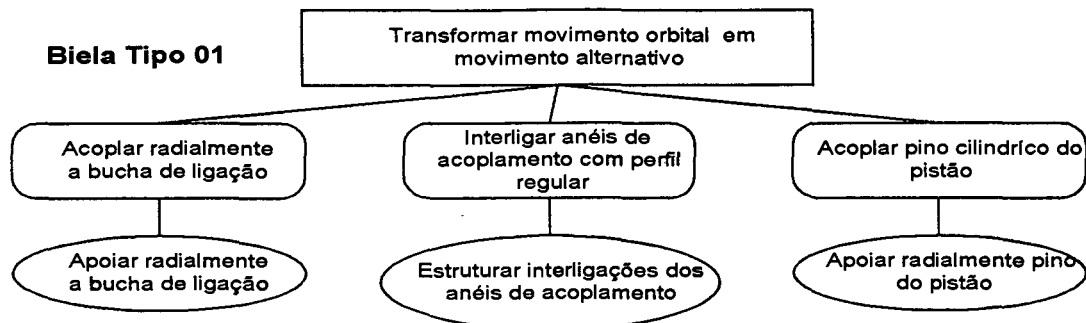 Biela Tipo 01
Transformar movimento orbital em
movimento alternativo
Acoplar radialmente
a bucha de ligação
Interligar anéis de
acoplamento com perfil
regular
Acoplar pino cilindríco do
pistão
Apoiar radialmente
a bucha de ligação
Estruturar interligações dos
anéis de acoplamento
Apoiar radialmente pino
do pistão